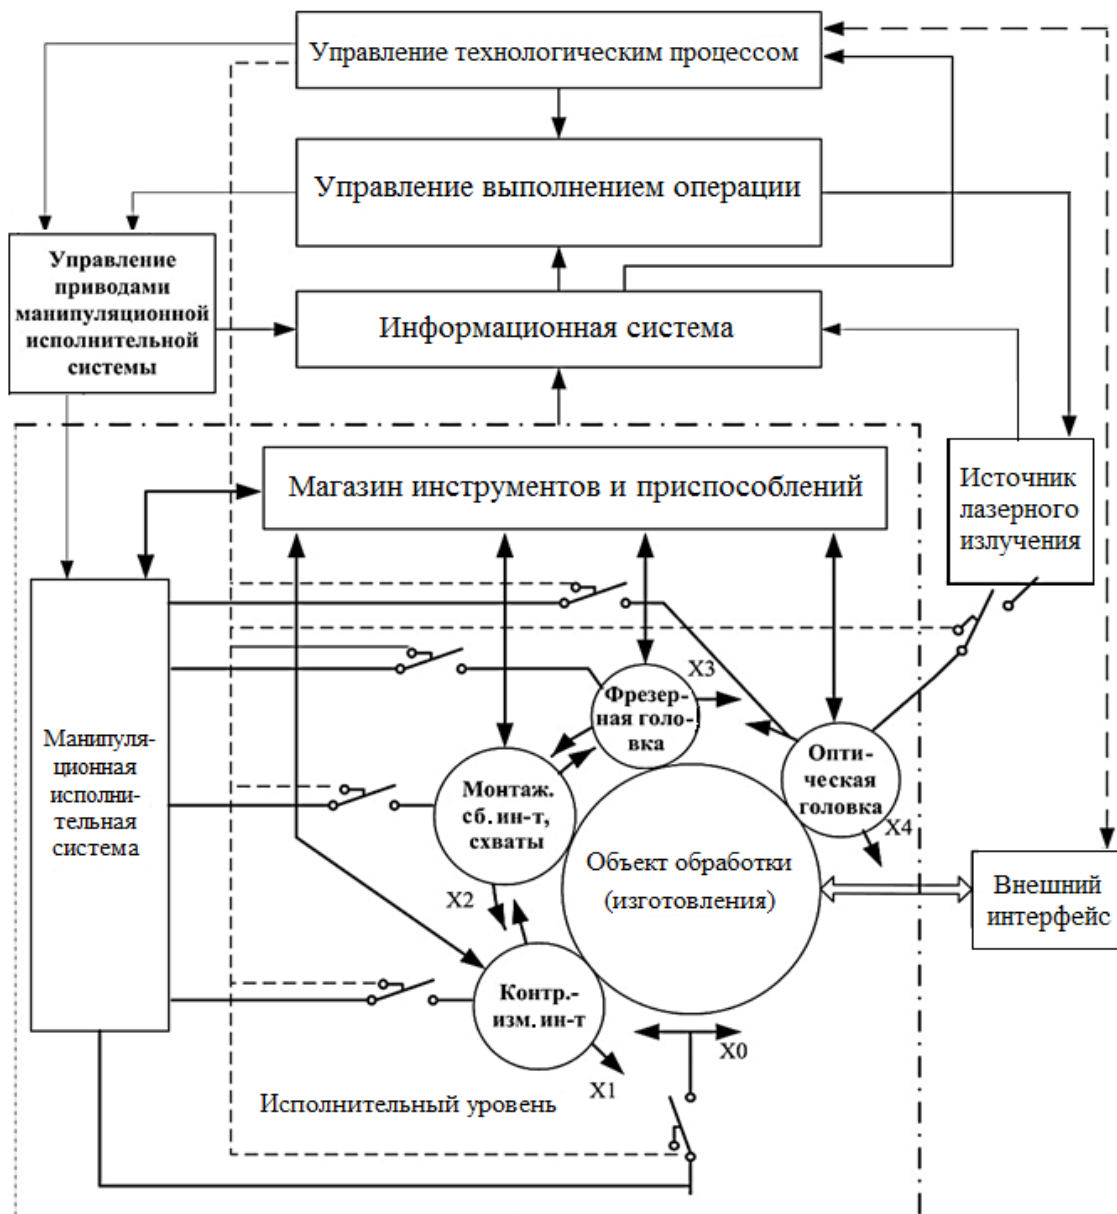 Управление технологическим процессом
Управление выполнением операции
Управление
приводами
манипуляционной
исполнительной
системы
Информационная система
Магазин инструментов и приспособлений
Источник
лазерного
излучения
X3
Фрезер-
ная голо-
вка
Манипуля-
ционная
исполни-
тельная
система
Монтаж.
сб. ин-т,
схваты
Опти-
ческая
головка
X4
Объект обработки
(изготовления)
Внешний
интерфейс
X2
Контр.-
изм. ин-т
X0
X1
Исполнительный уровень